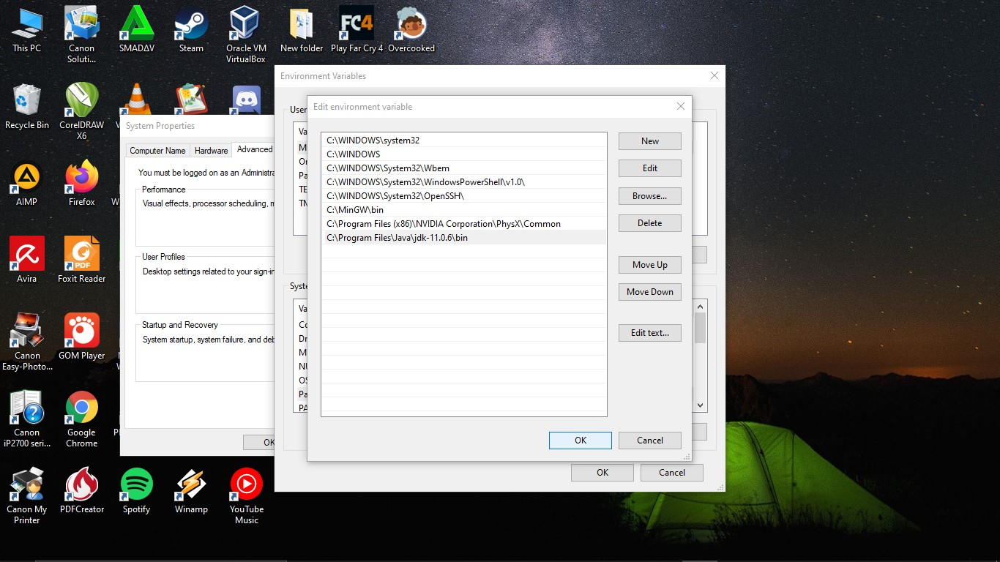 This PC
Canon
Soluti...
SMADΔV
Steam
Oracle VM
VirtualBox
New folder
FC4
Play Far Cry 4
Overcooked
Recycle Bin
CorelDRAW
X6
AIMP
Firefox
Avira
PDF
Foxit Reader
Canon
Easy-Photo...
GOM Player
Canon
iP2700 seri...
Google
Chrome
Canon My
Printer
PDFCreator
Spotify
Winamp
YouTube
Music
System Properties
Computer Name
Hardware
Advanced
You must be logged on as an Administra
Performance
Visual effects, processor scheduling, m
User Profiles
Desktop settings related to your sign-in
Startup and Recovery
System startup, system failure, and deb
OK
Environment Variables
User
Va
M
On
Pa
TE
TM
Syste
Va
Co
Dr
M
NU
OS
Pa
PA
OK
Cancel
Edit environment variable
C:\WINDOWS\system32
C:\WINDOWS
C:\WINDOWS\System32\Wbem
C:\WINDOWS\System32\WindowsPowerShell\v1.0\
C:\WINDOWS\System32\OpenSSH\
C:\MinGW\bin
C:\Program Files (x86)\NVIDIA Corporation\PhysX\Common
C:\Program Files\Java\jdk-11.0.6\bin
New
Edit
Browse...
Delete
Move Up
Move Down
Edit text...
OK
Cancel